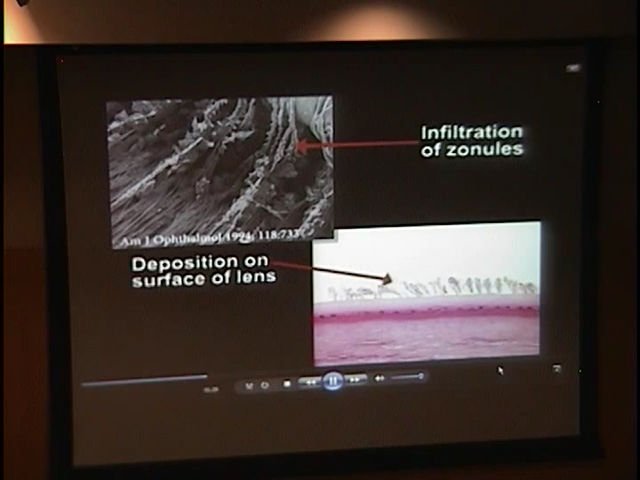 Infiltration
of zonules
Am J Ophthalmol 1994; 118:733
Deposition on
surface of lens